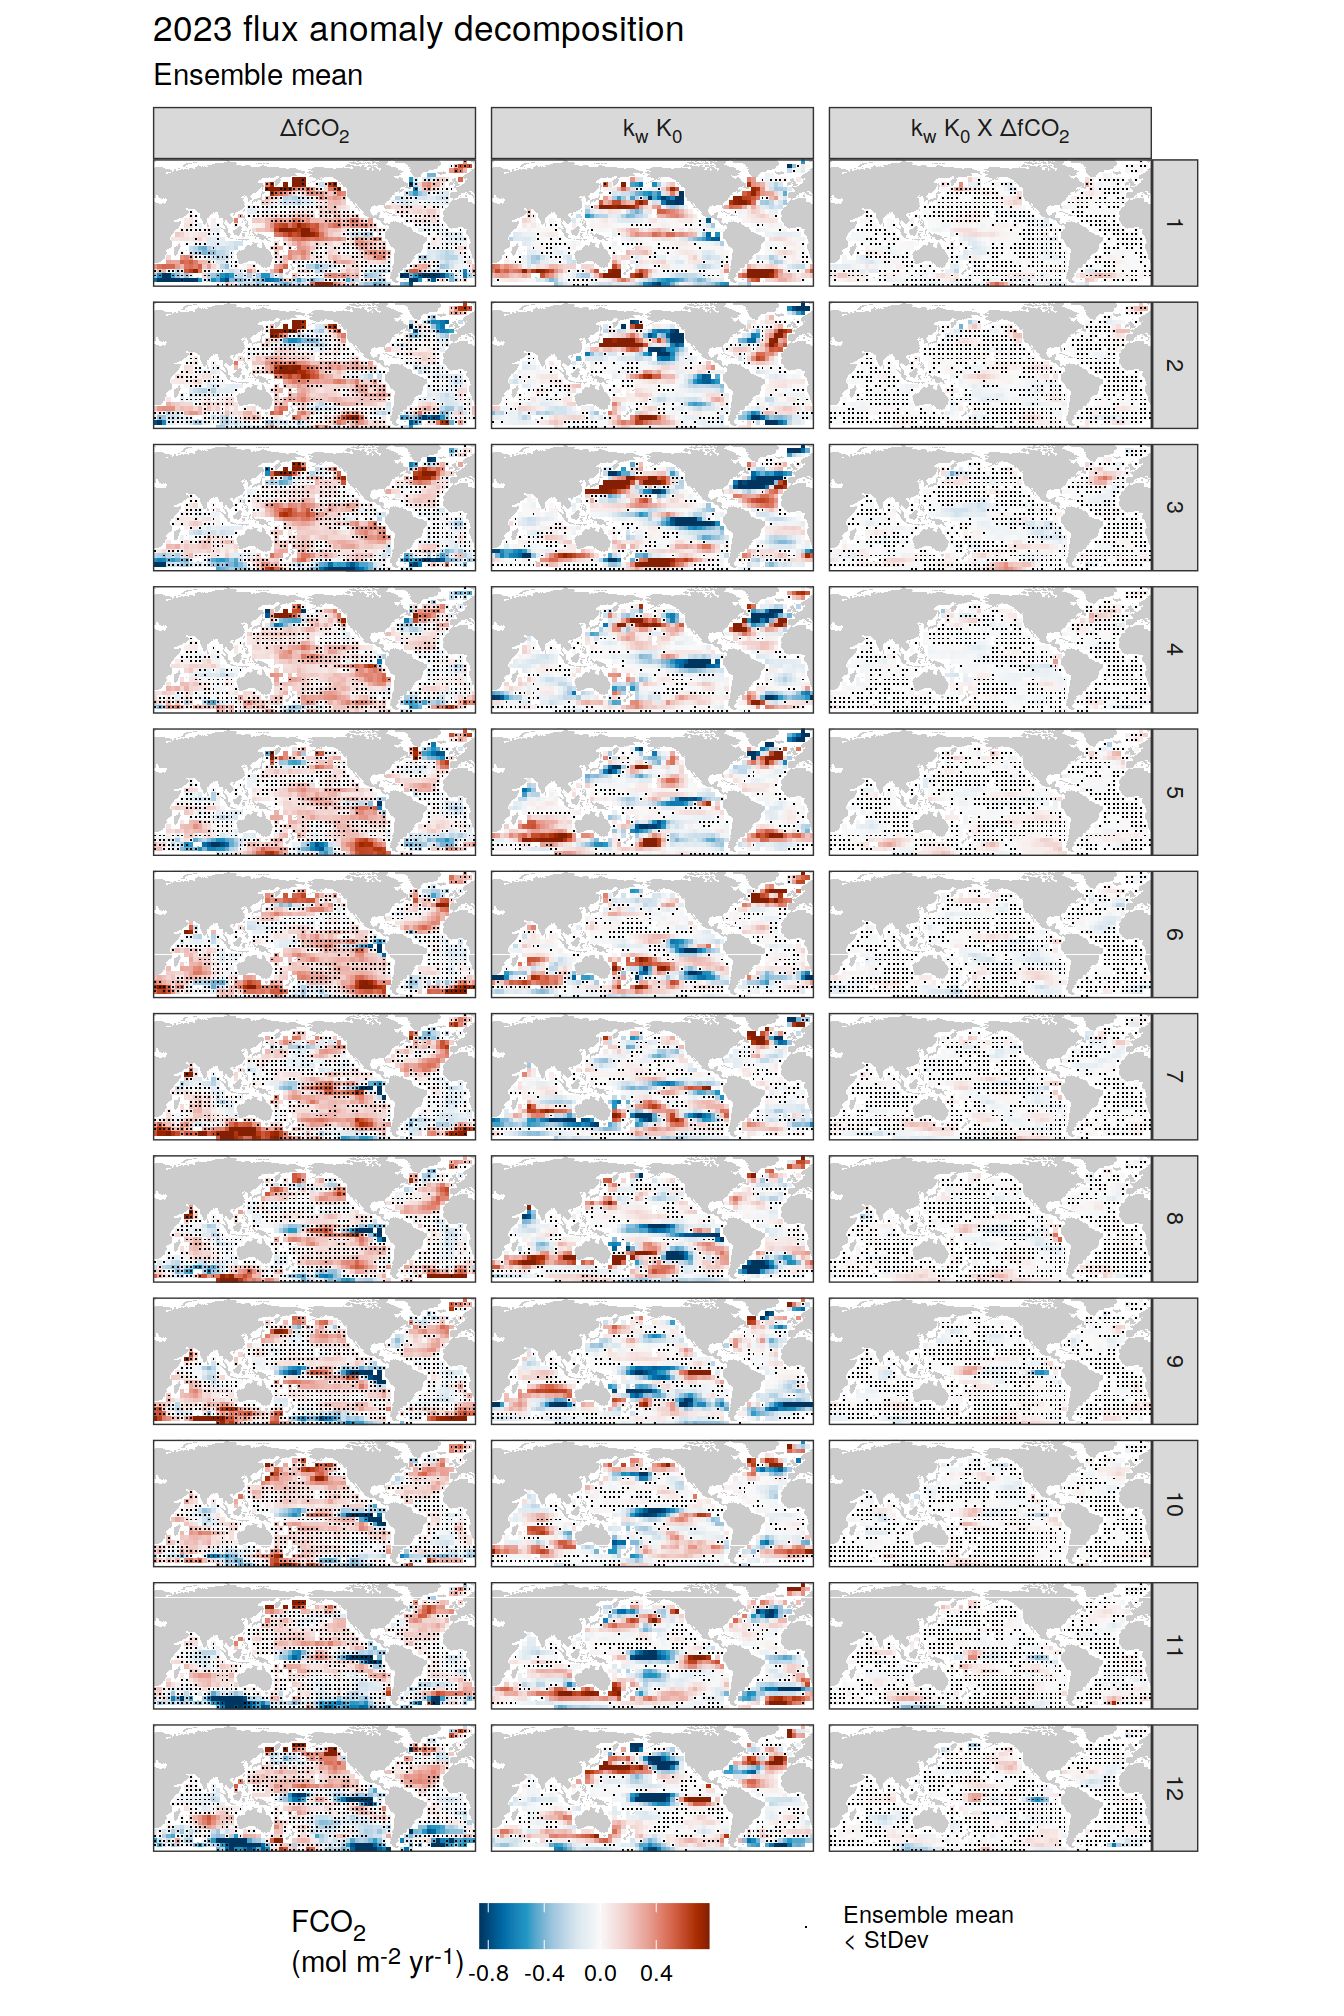 2023 flux anomaly decomposition
Ensemble mean
ΔfCO₂ k_w K₀ k_w K₀ X ΔfCO₂
1
2
3
4
5
6
7
8
9
10
11
12
FCO₂
(mol m⁻² yr⁻¹)
-0.8 -0.4 0.0 0.4
Ensemble mean
< StDev